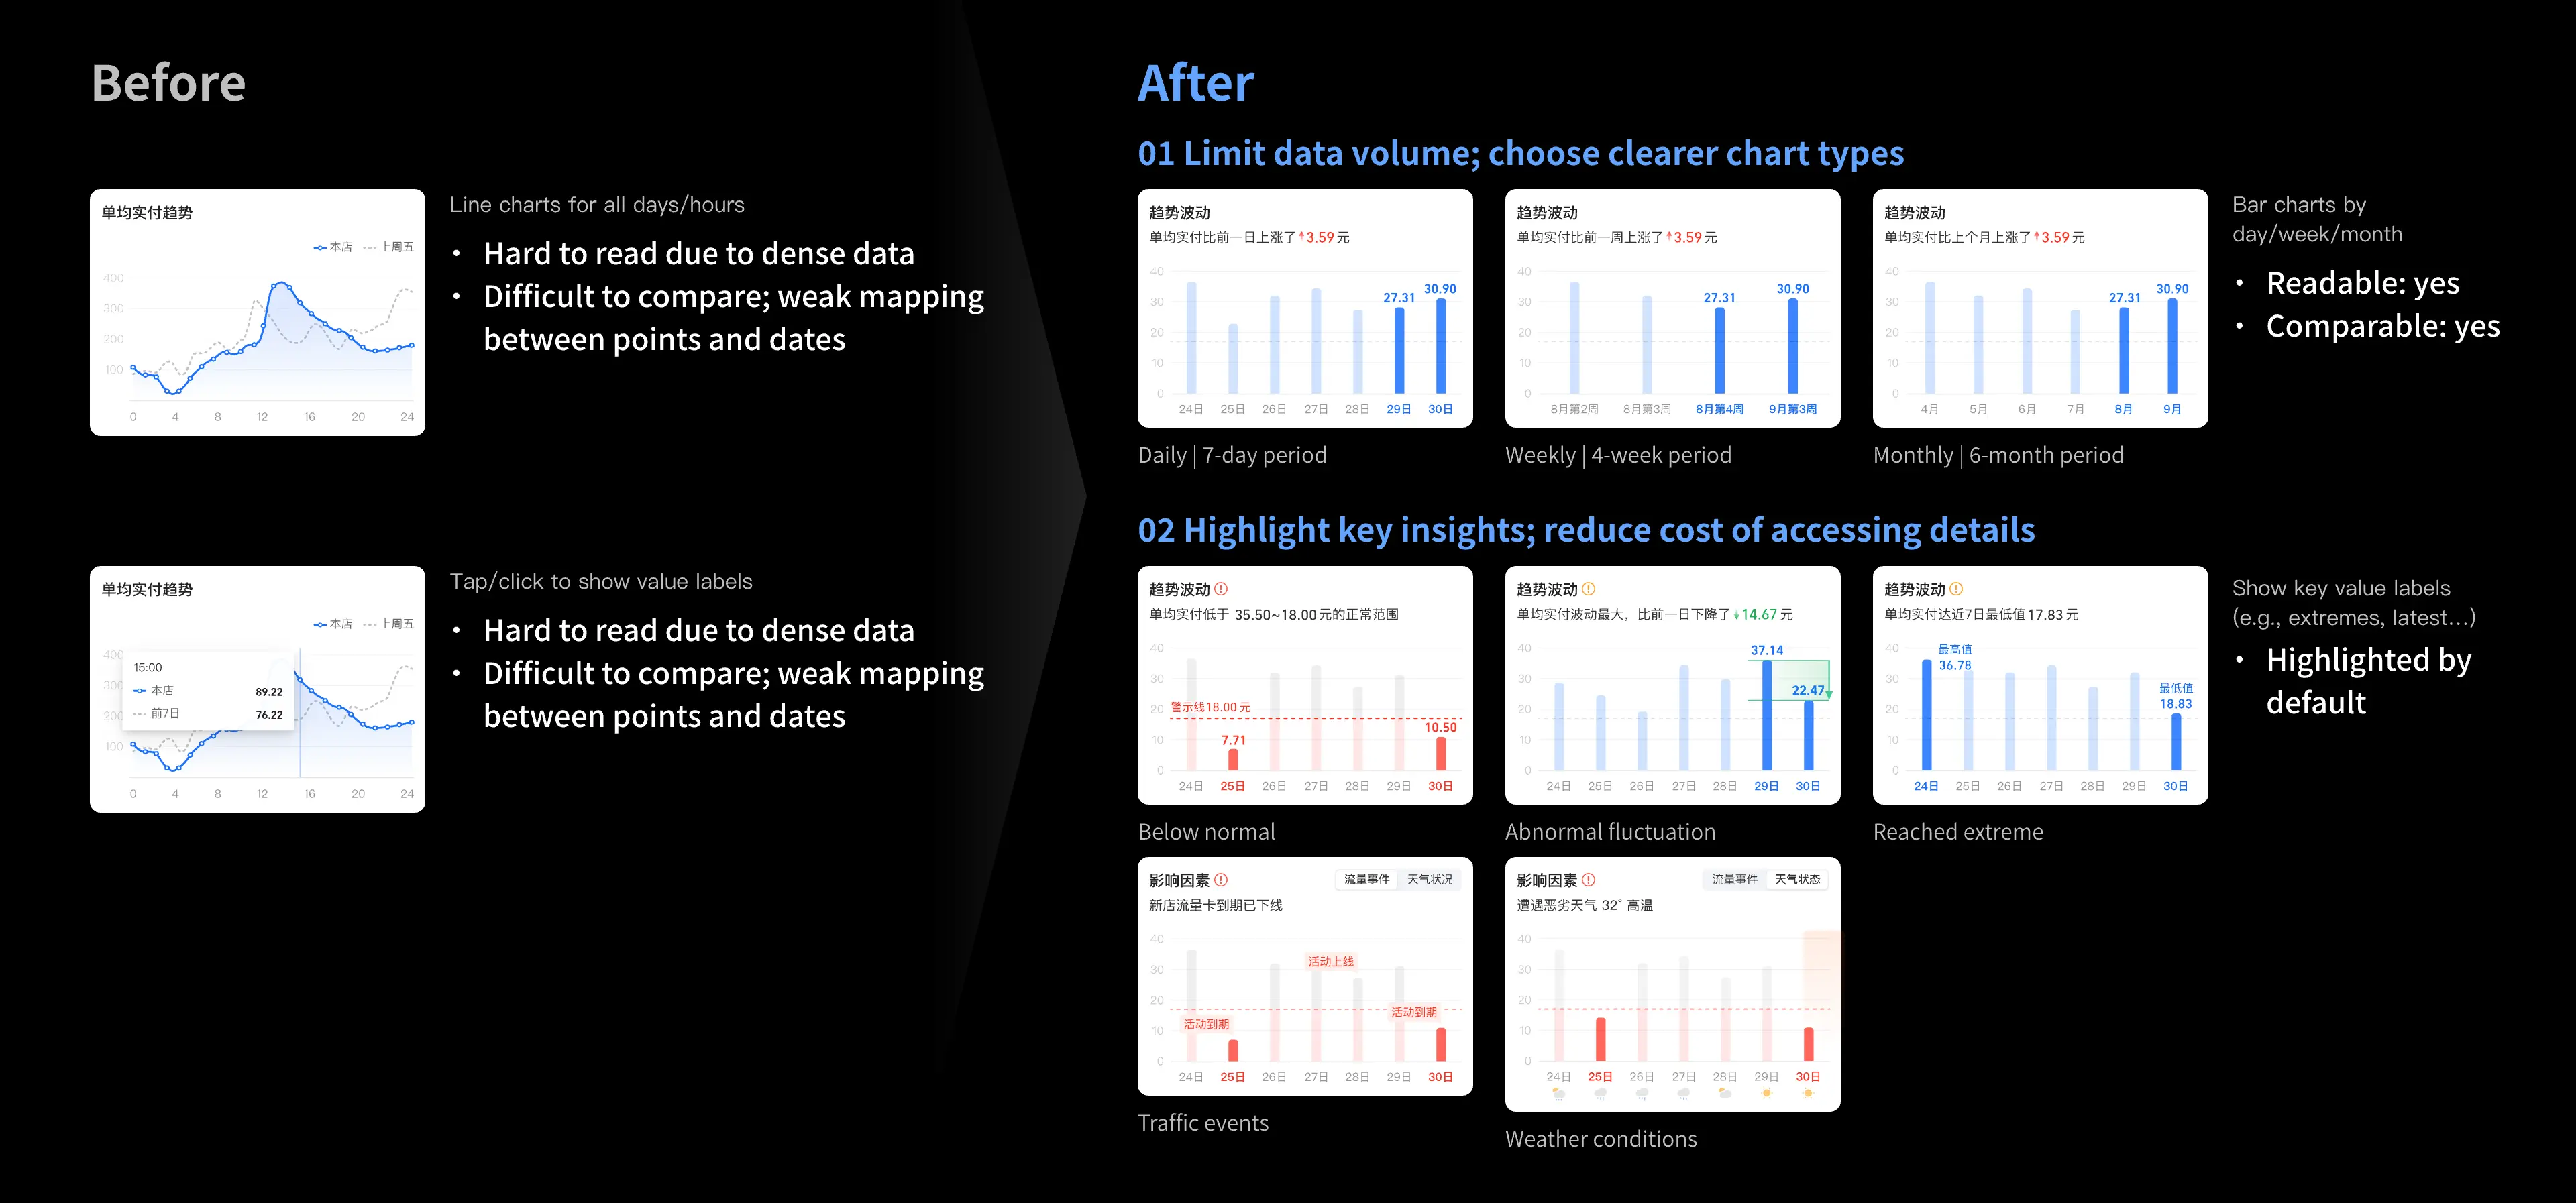 Before
单均实付趋势
本店 上周五
400
300
200
100
0 4 8 12 16 20 24
Line charts for all days/hours
• Hard to read due to dense data
• Difficult to compare; weak mapping
between points and dates
单均实付趋势
本店 上周五
400
300
200
100
15:00
本店 89.22
前7日 76.22
0 4 8 12 16 20 24
Tap/click to show value labels
• Hard to read due to dense data
• Difficult to compare; weak mapping
between points and dates
After
01 Limit data volume; choose clearer chart types
趋势波动
单均实付比前一日上涨了↑3.59元
40
30
20
10
0
27.31 30.90
24日 25日 26日 27日 28日 29日 30日
Daily | 7-day period
趋势波动
单均实付比前一周上涨了↑3.59元
40
30
20
10
0
27.31 30.90
8月第2周 8月第3周 8月第4周 9月第3周
Weekly | 4-week period
趋势波动
单均实付比上个月上涨了↑3.59元
40
30
20
10
0
27.31 30.90
4月 5月 6月 7月 8月 9月
Monthly | 6-month period
Bar charts by
day/week/month
• Readable: yes
• Comparable: yes
02 Highlight key insights; reduce cost of accessing details
趋势波动
单均实付低于 35.50~18.00元的正常范围
40
30
20
10
0
警示线18.00元
7.71
10.50
24日 25日 26日 27日 28日 29日 30日
Below normal
趋势波动
单均实付波动最大，比前一日下降了↓14.67 元
40
30
20
10
0
37.14
22.47
24日 25日 26日 27日 28日 29日 30日
Abnormal fluctuation
趋势波动
单均实付达近7日最低值17.83元
40
30
20
10
0
最高值
36.78
最低值
18.83
24日 25日 26日 27日 28日 29日 30日
Reached extreme
Show key value labels
(e.g., extremes, latest...)
• Highlighted by
default
影响因素
流量事件 天气状况
新店流量卡到期已下线
40
30
20
10
0
活动上线
活动到期
活动到期
24日 25日 26日 27日 28日 29日 30日
Traffic events
影响因素
流量事件 天气状态
遭遇恶劣天气 32° 高温
40
30
20
10
0
24日 25日 26日 27日 28日 29日 30日
Weather conditions